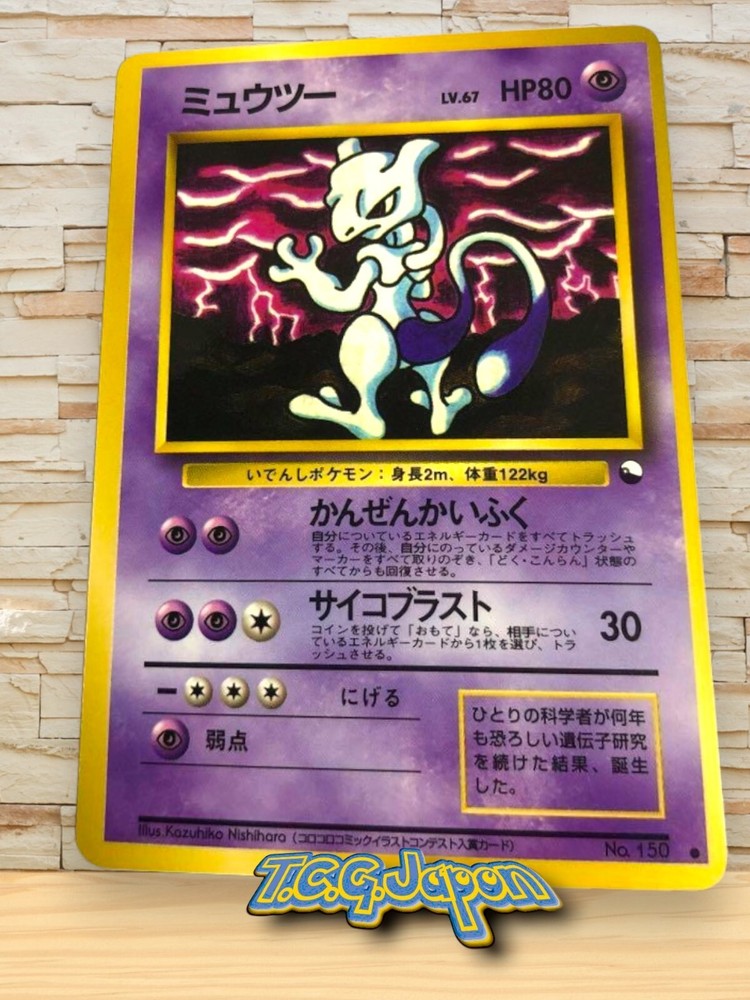 ミュウツー LV.67 HP80
いでんしポケモン：身長2m、体重122kg
かんぜんかいふく
自分についているエネルギーカードをすべてトラッシュ
する。その後、自分にのっているダメージカウンターや
マーカーをすべて取りのぞき、「どく・こんらん」状態の
すべてからも回復させる。
サイコブラスト 30
コインを投げて「おもて」なら、相手につい
ているエネルギーカードから1枚を選び、トラ
ッシュさせる。
にげる
弱点
ひとりの科学者が何年
も恐ろしい遺伝子研究
を続けた結果、誕生
した。
Illus.Kazuhiko Nishihara（コロコロコミックイラストコンテスト入賞カード）
No. 150
T.C.G.Japan